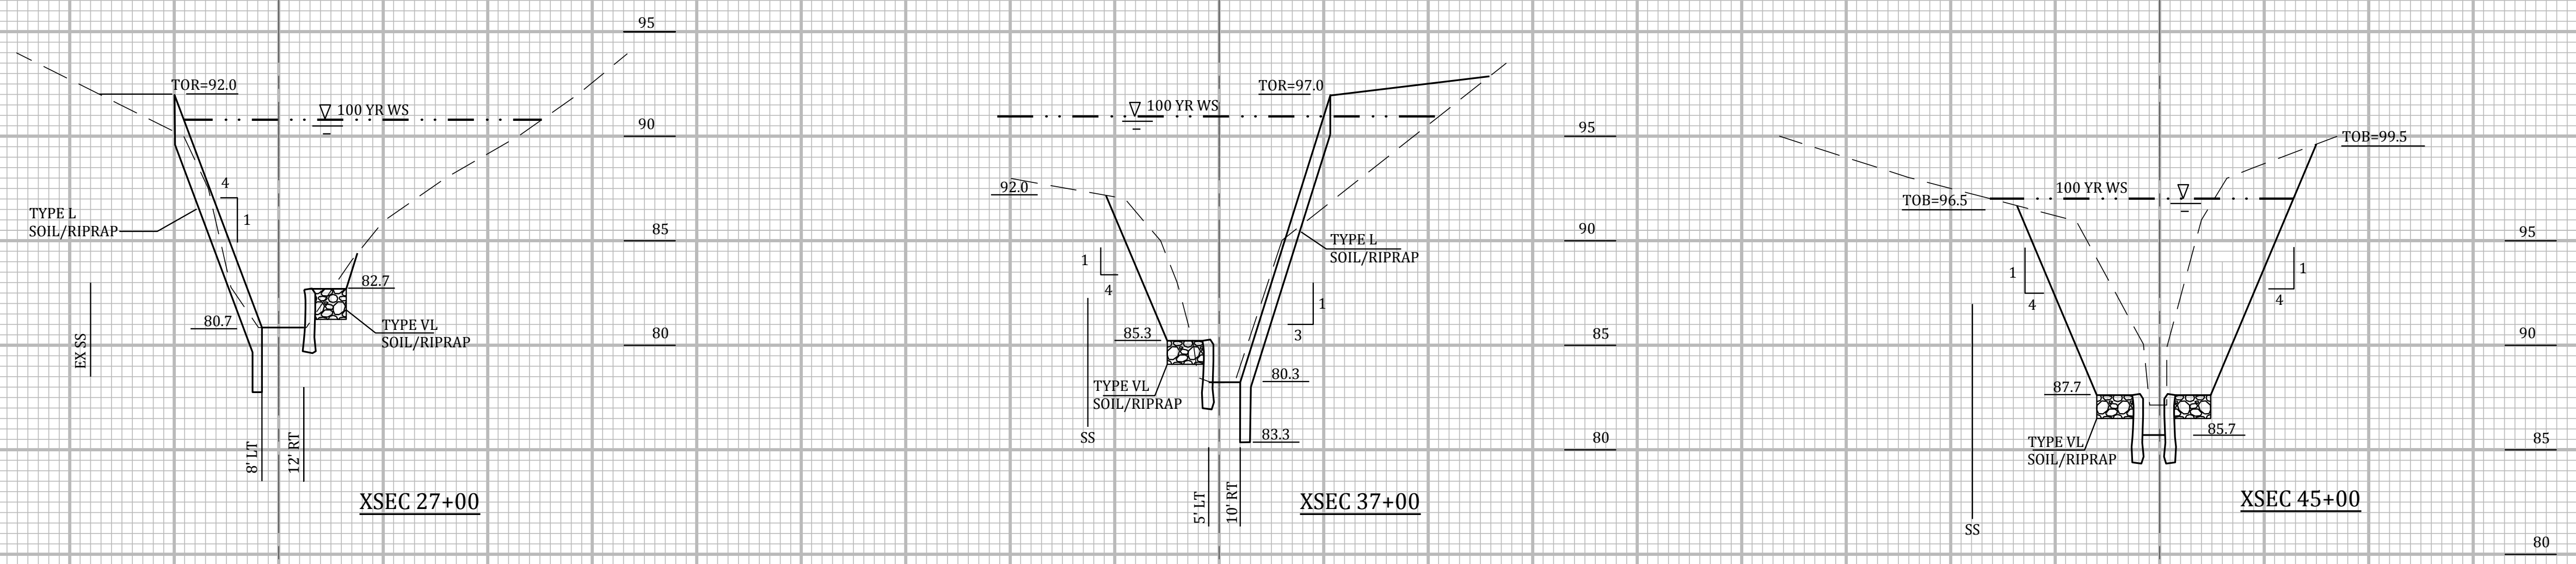 95
TOR=92.0
100 YR WS
90
4
1
TYPE L
SOIL/RIPRAP
85
82.7
80.7
TYPE VL
SOIL/RIPRAP
80
EX SS
8' LT
12' RT
XSEC 27+00
TOR=97.0
100 YR WS
95
92.0
90
TYPE L
SOIL/RIPRAP
1
4
1
3
85.3
85
80.3
TYPE VL
SOIL/RIPRAP
83.3
SS
80
5' LT
10' RT
XSEC 37+00
TOB=99.5
100 YR WS
TOB=96.5
95
1
4
1
4
90
87.7
85.7
TYPE VL
SOIL/RIPRAP
85
XSEC 45+00
SS
80